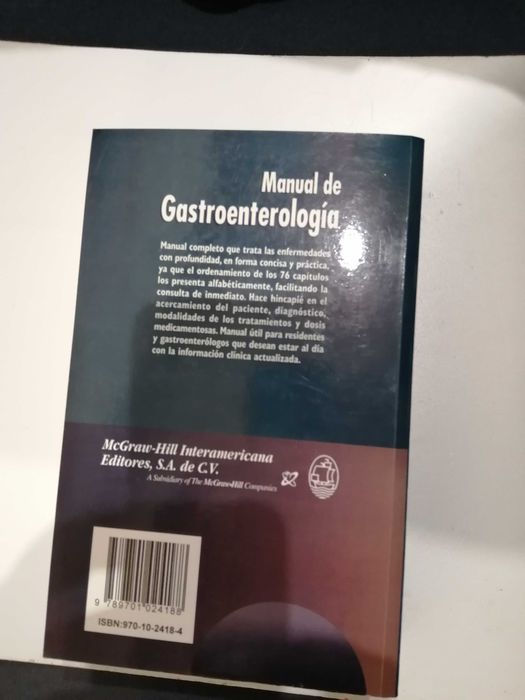 Manual de
Gastroenterología
Manual completo que trata las enfermedades
con profundidad, en forma concisa y práctica,
ya que el ordenamiento de los 76 capítulos
los presenta alfabéticamente, facilitando la
consulta de inmediato. Hace hincapié en el
acercamiento del paciente, diagnóstico,
modalidades de los tratamientos y dosis
medicamentosas. Manual útil para residentes
y gastroenterólogos que desean estar al día
con la información clínica actualizada.
McGraw-Hill Interamericana
Editores, S.A. de C.V.
A Subsidiary of The McGraw-Hill Companies
9 789701 024188
ISBN:970-10-2418-4